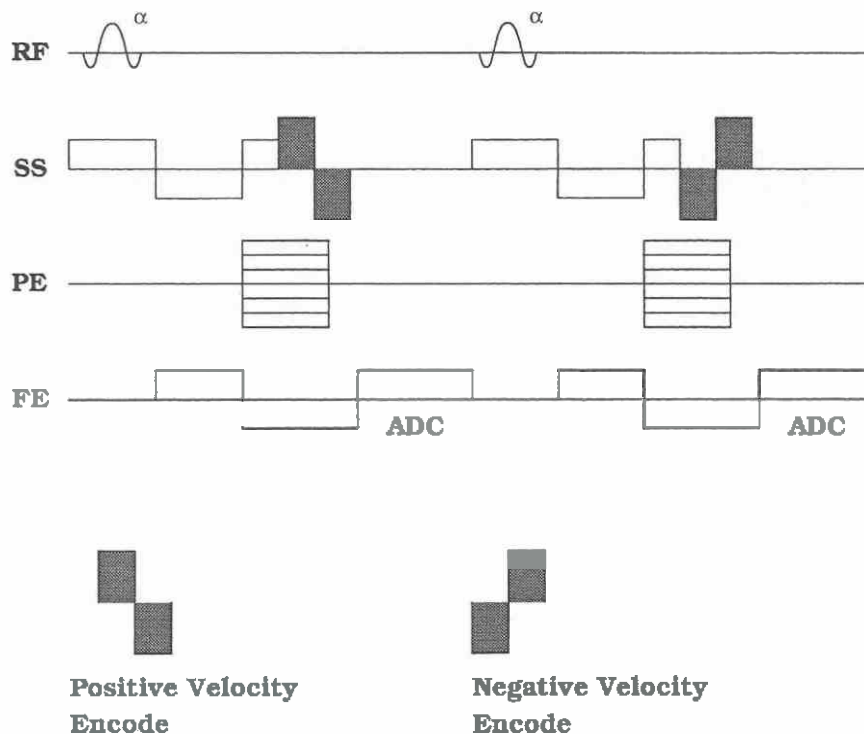 α α
RF
SS
PE
FE
ADC ADC
Positive Velocity Negative Velocity
Encode Encode